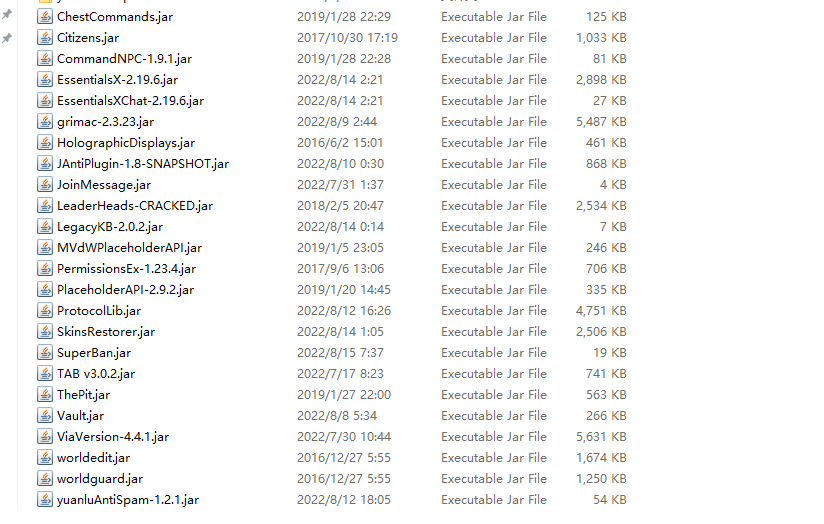 ChestCommands.jar 2019/1/28 22:29 Executable Jar File 125 KB
Citizens.jar 2017/10/30 17:19 Executable Jar File 1,033 KB
CommandNPC-1.9.1.jar 2019/1/28 22:28 Executable Jar File 81 KB
EssentialsX-2.19.6.jar 2022/8/14 2:21 Executable Jar File 2,898 KB
EssentialsXChat-2.19.6.jar 2022/8/14 2:21 Executable Jar File 27 KB
grimac-2.3.23.jar 2022/8/9 2:44 Executable Jar File 5,487 KB
HolographicDisplays.jar 2016/6/2 15:01 Executable Jar File 461 KB
JAntiPlugin-1.8-SNAPSHOT.jar 2022/8/10 0:30 Executable Jar File 868 KB
JoinMessage.jar 2022/7/31 1:37 Executable Jar File 4 KB
LeaderHeads-CRACKED.jar 2018/2/5 20:47 Executable Jar File 2,534 KB
LegacyKB-2.0.2.jar 2022/8/14 0:14 Executable Jar File 7 KB
MVdWPlaceholderAPI.jar 2019/1/5 23:05 Executable Jar File 246 KB
PermissionsEx-1.23.4.jar 2017/9/6 13:06 Executable Jar File 706 KB
PlaceholderAPI-2.9.2.jar 2019/1/20 14:45 Executable Jar File 335 KB
ProtocolLib.jar 2022/8/12 16:26 Executable Jar File 4,751 KB
SkinsRestorer.jar 2022/8/14 1:05 Executable Jar File 2,506 KB
SuperBan.jar 2022/8/15 7:37 Executable Jar File 19 KB
TAB v3.0.2.jar 2022/7/17 8:23 Executable Jar File 741 KB
ThePit.jar 2019/1/27 22:00 Executable Jar File 563 KB
Vault.jar 2022/8/8 5:34 Executable Jar File 266 KB
ViaVersion-4.4.1.jar 2022/7/30 10:44 Executable Jar File 5,631 KB
worldedit.jar 2016/12/27 5:55 Executable Jar File 1,674 KB
worldguard.jar 2016/12/27 5:55 Executable Jar File 1,250 KB
yuanluAntiSpam-1.2.1.jar 2022/8/12 18:05 Executable Jar File 54 KB